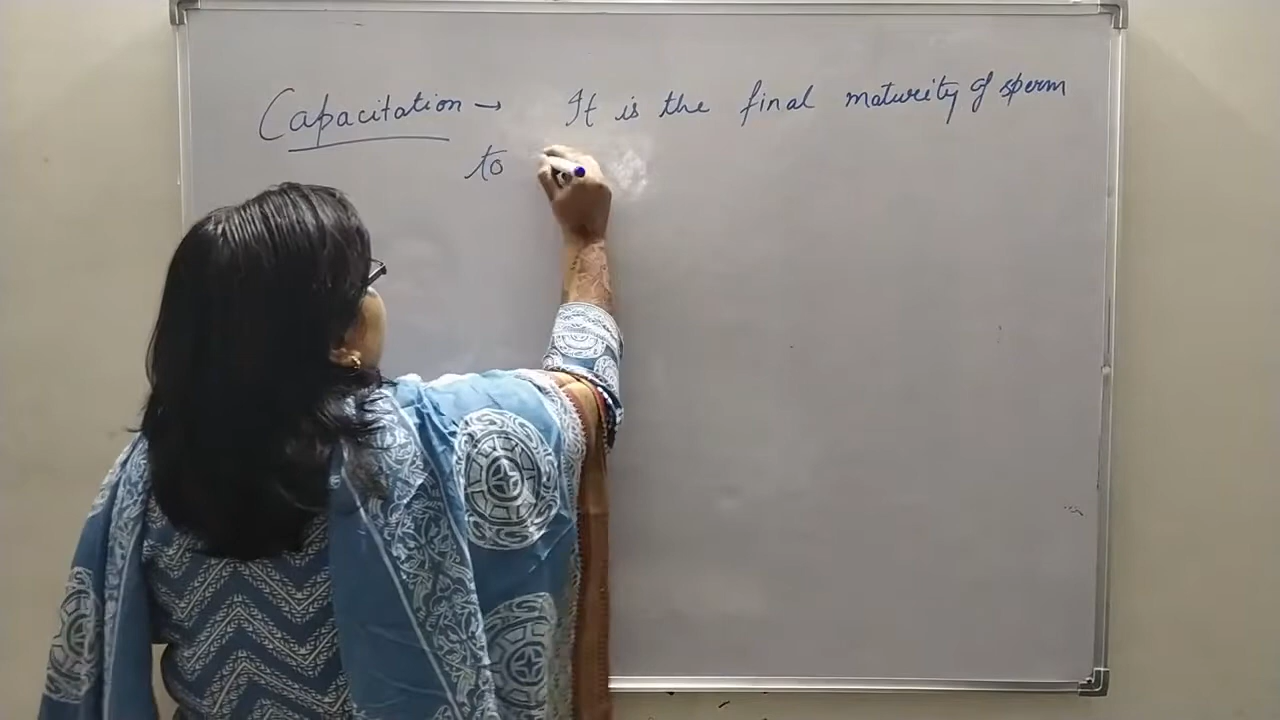 Capacitation → It is the final maturity of sperm
to